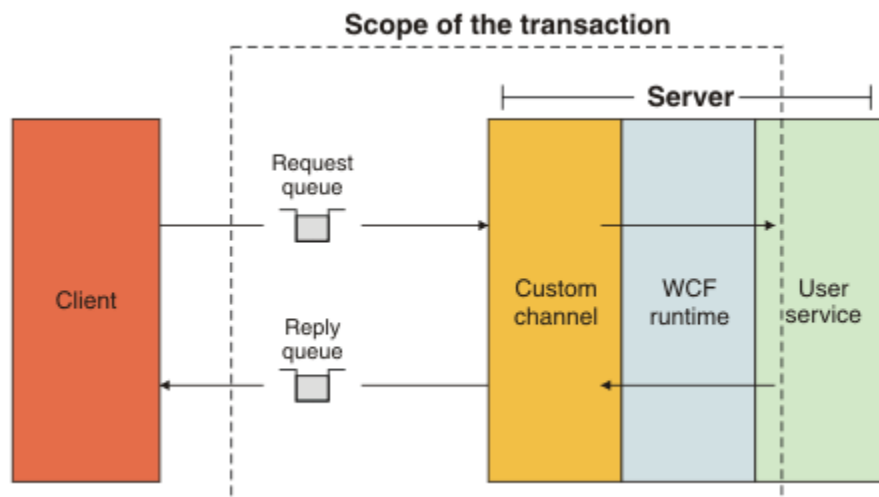 Scope of the transaction
Server
Request
queue
Client
Custom
channel
WCF
runtime
User
service
Reply
queue